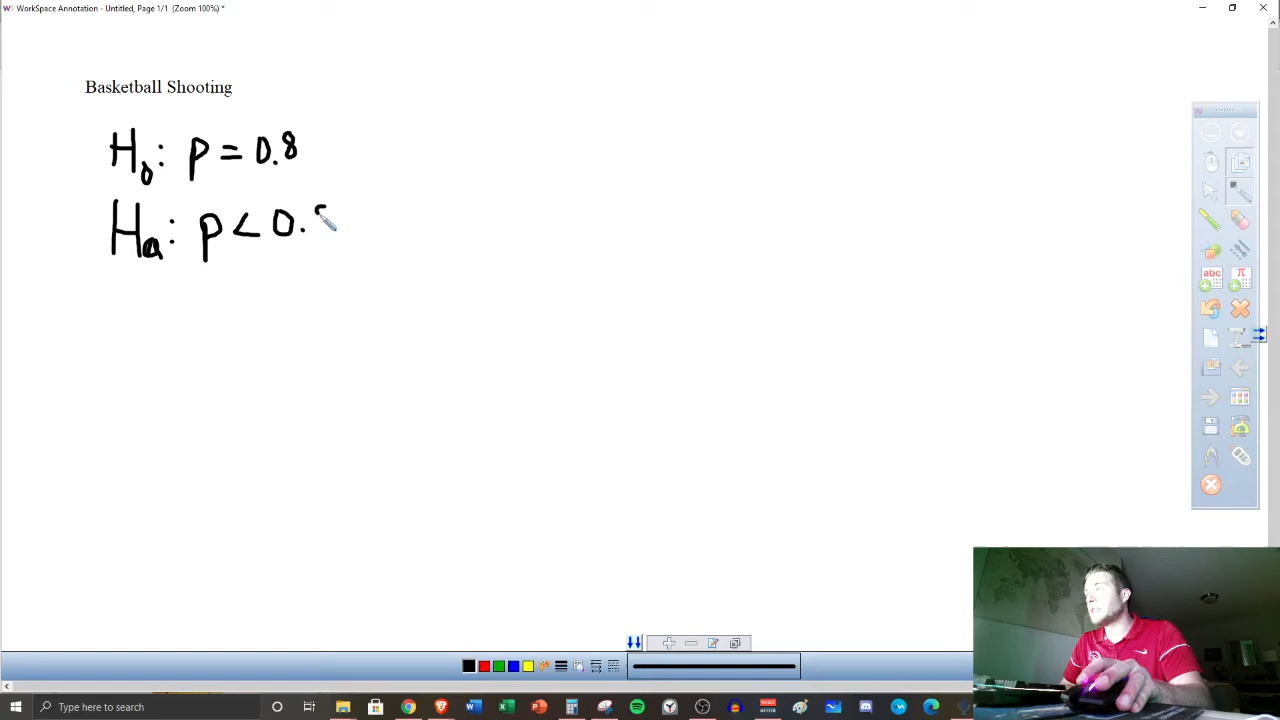 WorkSpace Annotation - Untitled, Page 1/1 (Zoom 100%) *
Basketball Shooting
H₀: p = 0.8
Hₐ: p < 0.
abc
π
Type here to search